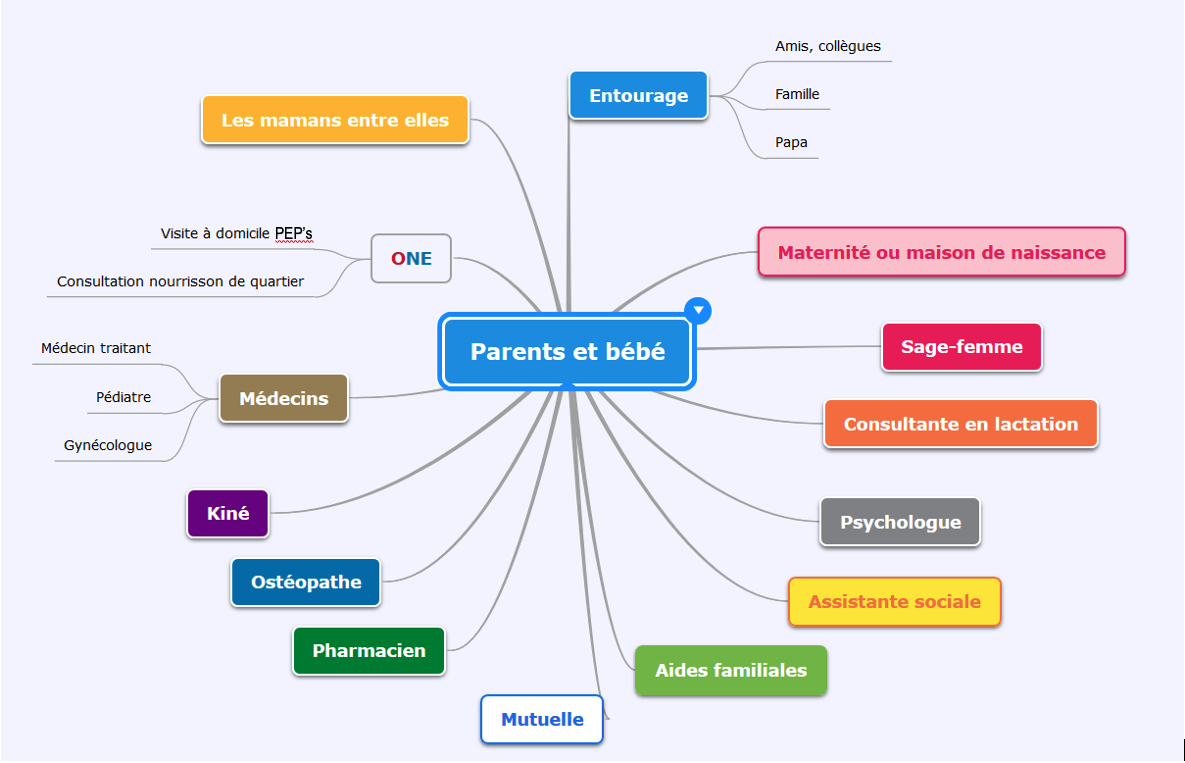 Amis, collègues
Entourage
Famille
Papa
Les mamans entre elles
Visite à domicile PEP's
ONE
Consultation nourrisson de quartier
Maternité ou maison de naissance
Parents et bébé
Sage-femme
Médecin traitant
Médecins
Pédiatre
Gynécologue
Consultante en lactation
Kiné
Psychologue
Ostéopathe
Assistante sociale
Pharmacien
Aides familiales
Mutuelle